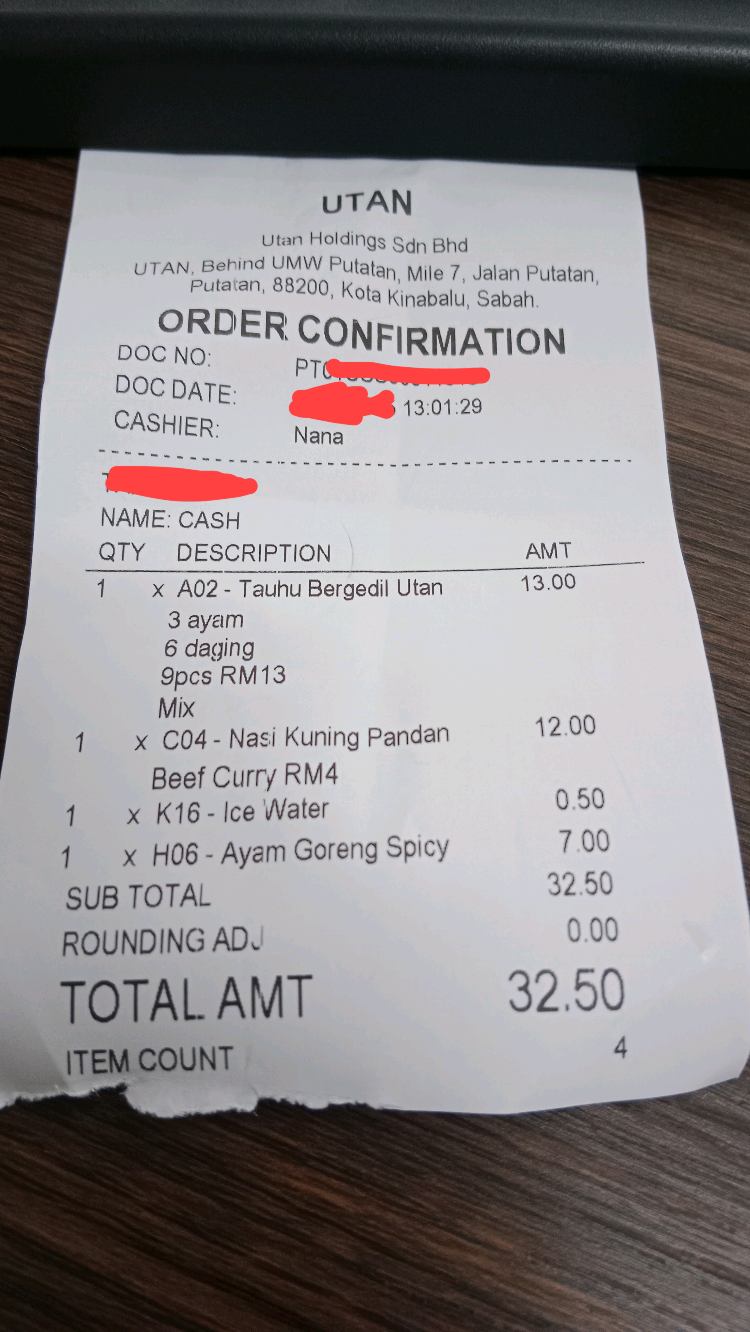 UTAN
Utan Holdings Sdn Bhd
UTAN, Behind UMW Putatan, Mile 7, Jalan Putatan,
Putatan, 88200, Kota Kinabalu, Sabah.
ORDER CONFIRMATION
DOC NO:
DOC DATE: 13:01:29
CASHIER: Nana
NAME: CASH
QTY DESCRIPTION AMT
1 x A02 - Tauhu Bergedil Utan 13.00
3 ayam
6 daging
9pcs RM13
Mix
1 x C04 - Nasi Kuning Pandan 12.00
Beef Curry RM4
1 x K16 - Ice Water 0.50
1 x H06 - Ayam Goreng Spicy 7.00
SUB TOTAL 32.50
ROUNDING ADJ 0.00
TOTAL AMT 32.50
ITEM COUNT 4